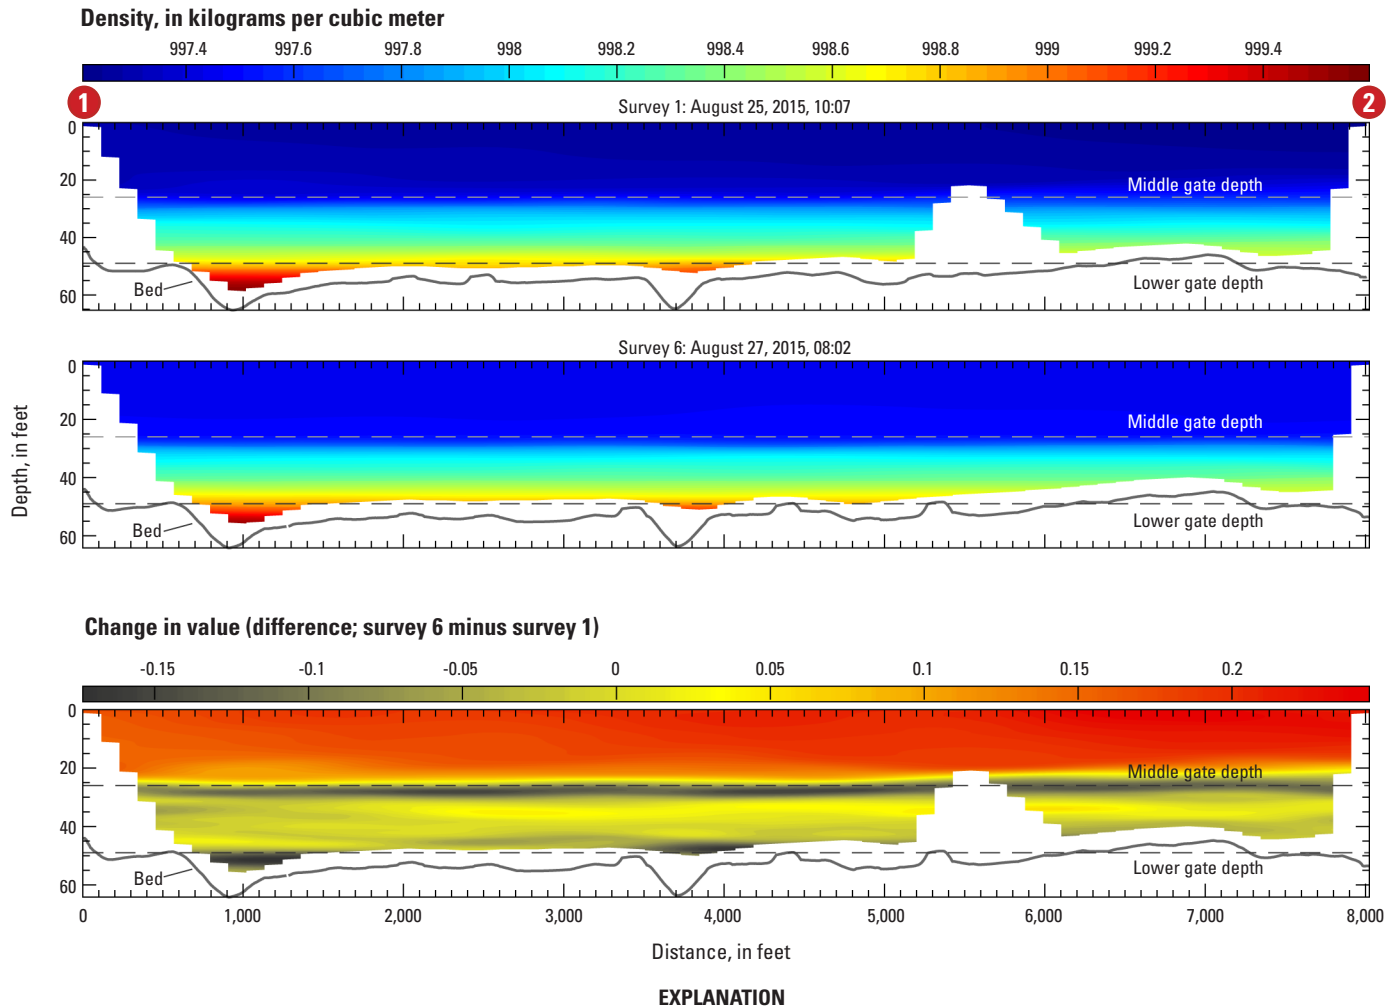 Density, in kilograms per cubic meter
997.4 997.6 997.8 998 998.2 998.4 998.6 998.8 999 999.2 999.4
1 2
Survey 1: August 25, 2015, 10:07
0
20
40
60
Middle gate depth
Lower gate depth
Bed
Survey 6: August 27, 2015, 08:02
0
20
40
60
Middle gate depth
Lower gate depth
Bed
Depth, in feet
Change in value (difference; survey 6 minus survey 1)
-0.15 -0.1 -0.05 0 0.05 0.1 0.15 0.2
0
20
40
60
Middle gate depth
Lower gate depth
Bed
0 1,000 2,000 3,000 4,000 5,000 6,000 7,000 8,000
Distance, in feet
EXPLANATION